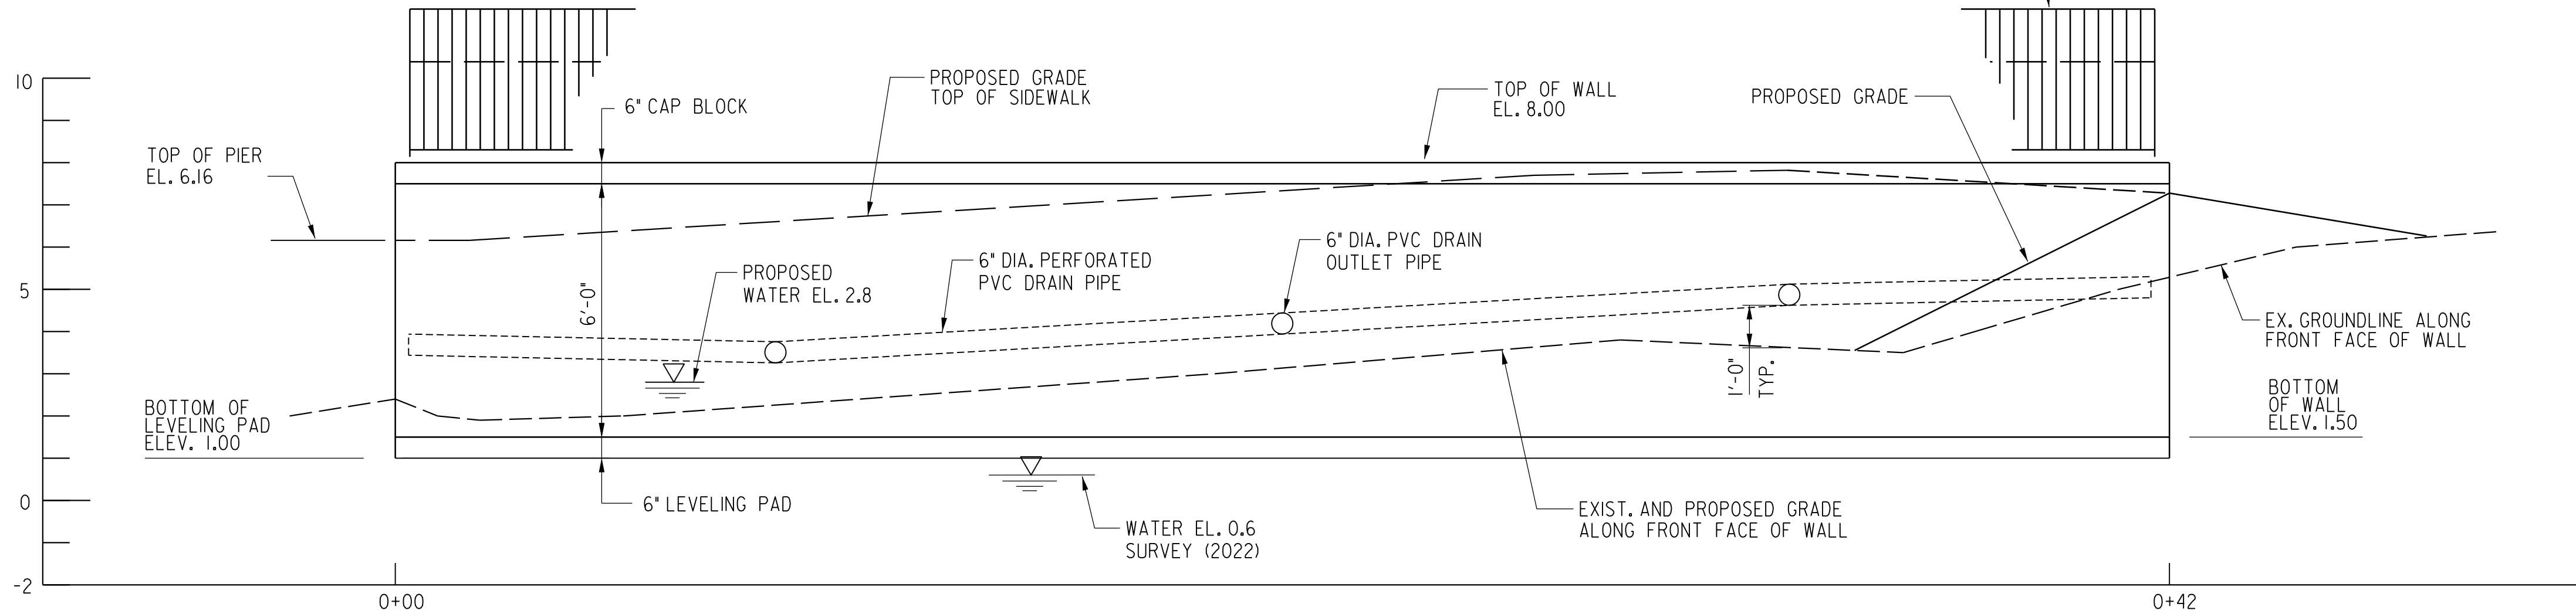 10
5
0
-2
TOP OF PIER
EL. 6.16
6" CAP BLOCK
PROPOSED GRADE
TOP OF SIDEWALK
TOP OF WALL
EL. 8.00
PROPOSED GRADE
PROPOSED
WATER EL. 2.8
6'-0"
6" DIA. PERFORATED
PVC DRAIN PIPE
6" DIA. PVC DRAIN
OUTLET PIPE
1'-0"
TYP.
EX. GROUNDLINE ALONG
FRONT FACE OF WALL
BOTTOM OF
LEVELING PAD
ELEV. 1.00
BOTTOM
OF WALL
ELEV. 1.50
6" LEVELING PAD
WATER EL. 0.6
SURVEY (2022)
EXIST. AND PROPOSED GRADE
ALONG FRONT FACE OF WALL
0+00
0+42